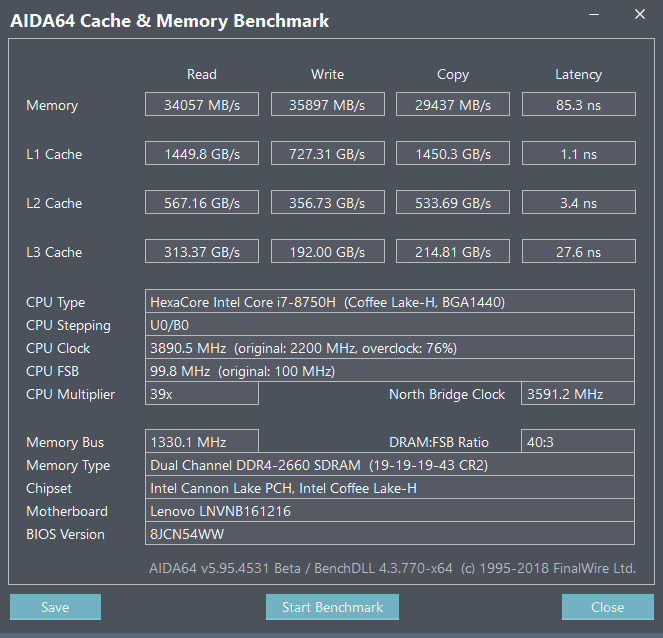 AIDA64 Cache & Memory Benchmark
Read Write Copy Latency
Memory 34057 MB/s 35897 MB/s 29437 MB/s 85.3 ns
L1 Cache 1449.8 GB/s 727.31 GB/s 1450.3 GB/s 1.1 ns
L2 Cache 567.16 GB/s 356.73 GB/s 533.69 GB/s 3.4 ns
L3 Cache 313.37 GB/s 192.00 GB/s 214.81 GB/s 27.6 ns
CPU Type HexaCore Intel Core i7-8750H (Coffee Lake-H, BGA1440)
CPU Stepping U0/B0
CPU Clock 3890.5 MHz (original: 2200 MHz, overclock: 76%)
CPU FSB 99.8 MHz (original: 100 MHz)
CPU Multiplier 39x North Bridge Clock 3591.2 MHz
Memory Bus 1330.1 MHz DRAM:FSB Ratio 40:3
Memory Type Dual Channel DDR4-2660 SDRAM (19-19-19-43 CR2)
Chipset Intel Cannon Lake PCH, Intel Coffee Lake-H
Motherboard Lenovo LNVNB161216
BIOS Version 8JCN54WW
AIDA64 v5.95.4531 Beta / BenchDLL 4.3.770-x64 (c) 1995-2018 FinalWire Ltd.
Save Start Benchmark Close